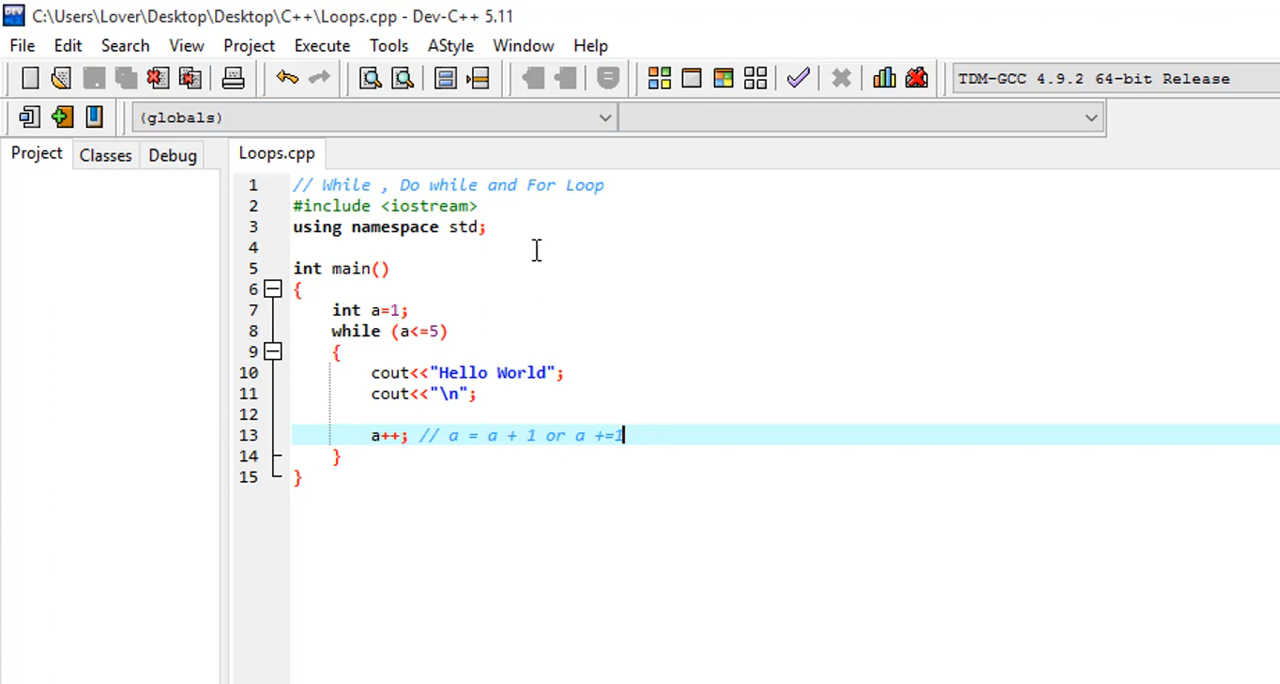 C:\Users\Lover\Desktop\Desktop\C++\Loops.cpp - Dev-C++ 5.11
File Edit Search View Project Execute Tools AStyle Window Help
TDM-GCC 4.9.2 64-bit Release
(globals)
Project Classes Debug Loops.cpp
1 // While , Do while and For Loop
2 #include <iostream>
3 using namespace std;
4
5 int main()
6 {
7 int a=1;
8 while (a<=5)
9 {
10 cout<<"Hello World";
11 cout<<"\n";
12
13 a++; // a = a + 1 or a +=1
14 }
15 }